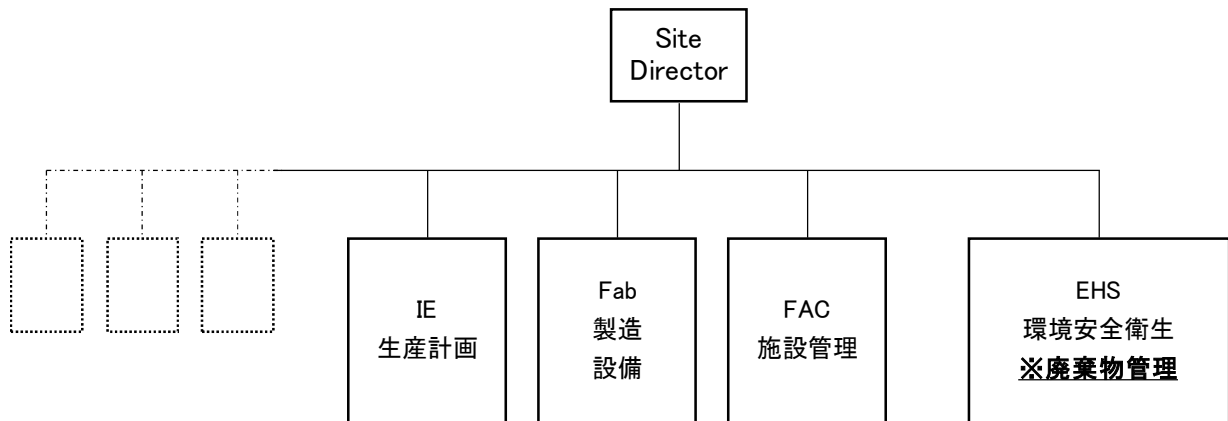 Site
Director
IE
生産計画
Fab
製造
設備
FAC
施設管理
EHS
環境安全衛生
※廃棄物管理